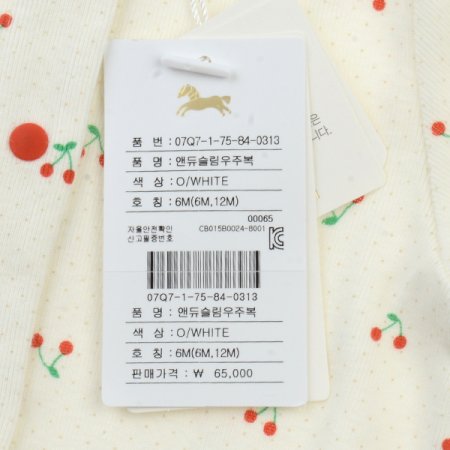 품 번 : 07Q7-1-75-84-0313
품 명 : 앤듀슬림우주복
색 상 : O/WHITE
호 칭 : 6M(6M,12M)
00065
자율안전확인
신고필증번호
CB015B0024-8001
07Q7-1-75-84-0313
품 명 : 앤듀슬림우주복
색 상 : O/WHITE
호 칭 : 6M(6M,12M)
판매가격 : ₩ 65,000
은
니다.